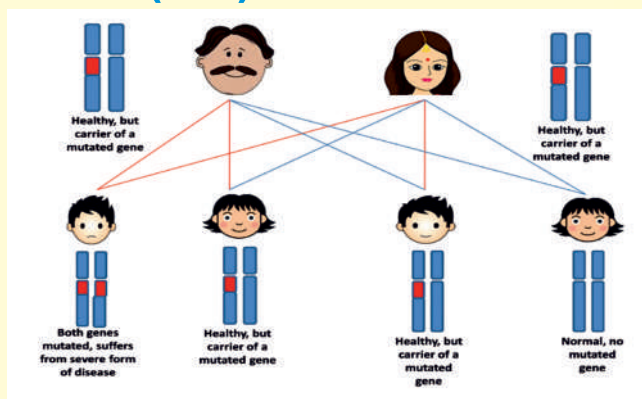 Healthy, but
carrier of a
mutated gene
Healthy, but
carrier of a
mutated gene
Both genes
mutated, suffers
from severe form
of disease
Healthy, but
carrier of a
mutated gene
Healthy, but
carrier of a
mutated
gene
Normal, no
mutated
gene